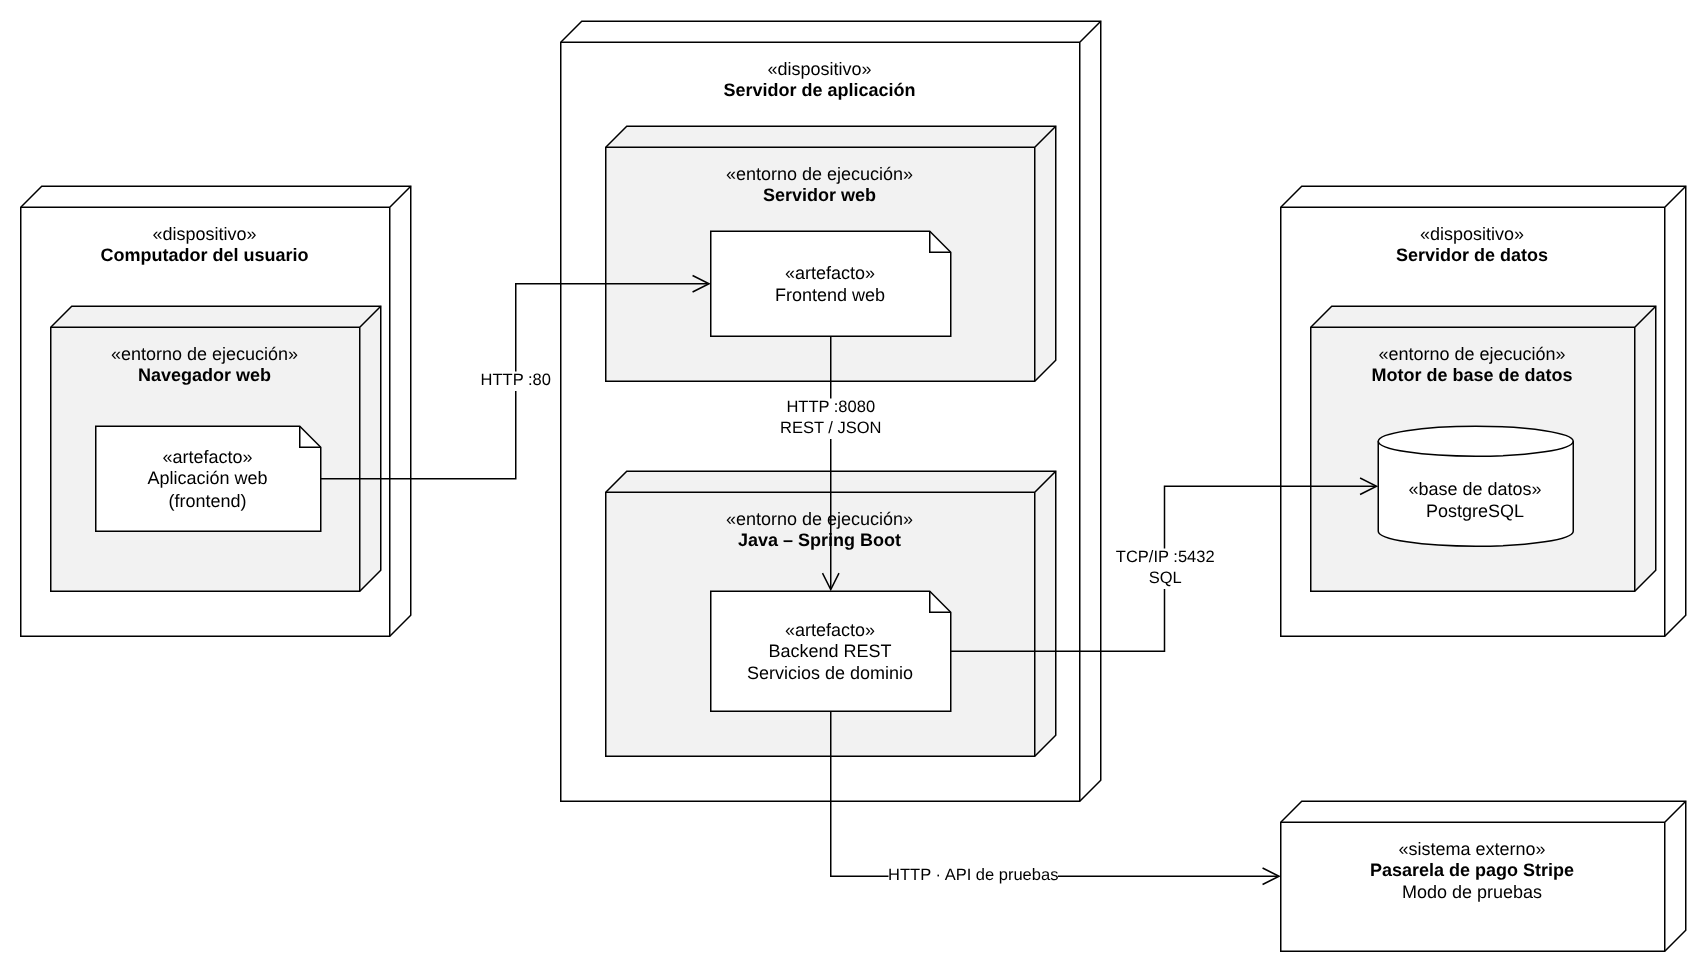 «dispositivo»
Computador del usuario
«entorno de ejecución»
Navegador web
«artefacto»
Aplicación web
(frontend)
HTTP :80
«dispositivo»
Servidor de aplicación
«entorno de ejecución»
Servidor web
«artefacto»
Frontend web
HTTP :8080
REST / JSON
«entorno de ejecución»
Java – Spring Boot
«artefacto»
Backend REST
Servicios de dominio
TCP/IP :5432
SQL
«dispositivo»
Servidor de datos
«entorno de ejecución»
Motor de base de datos
«base de datos»
PostgreSQL
HTTP · API de pruebas
«sistema externo»
Pasarela de pago Stripe
Modo de pruebas